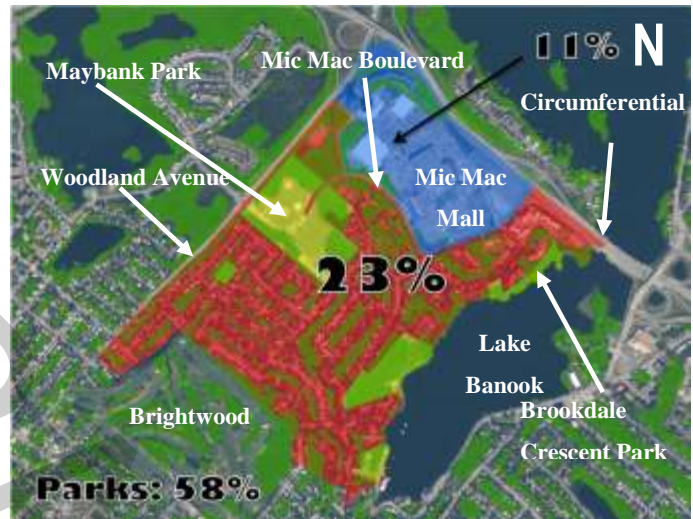 11% N
Mic Mac Boulevard
Maybank Park
Circumferential
Woodland Avenue
Mic Mac
Mall
23%
Lake
Banook
Brightwood
Brookdale
Crescent Park
Parks: 58%